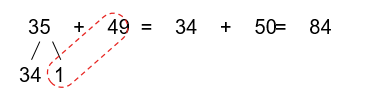 35 + 49 = 34 + 50= 84
34 1